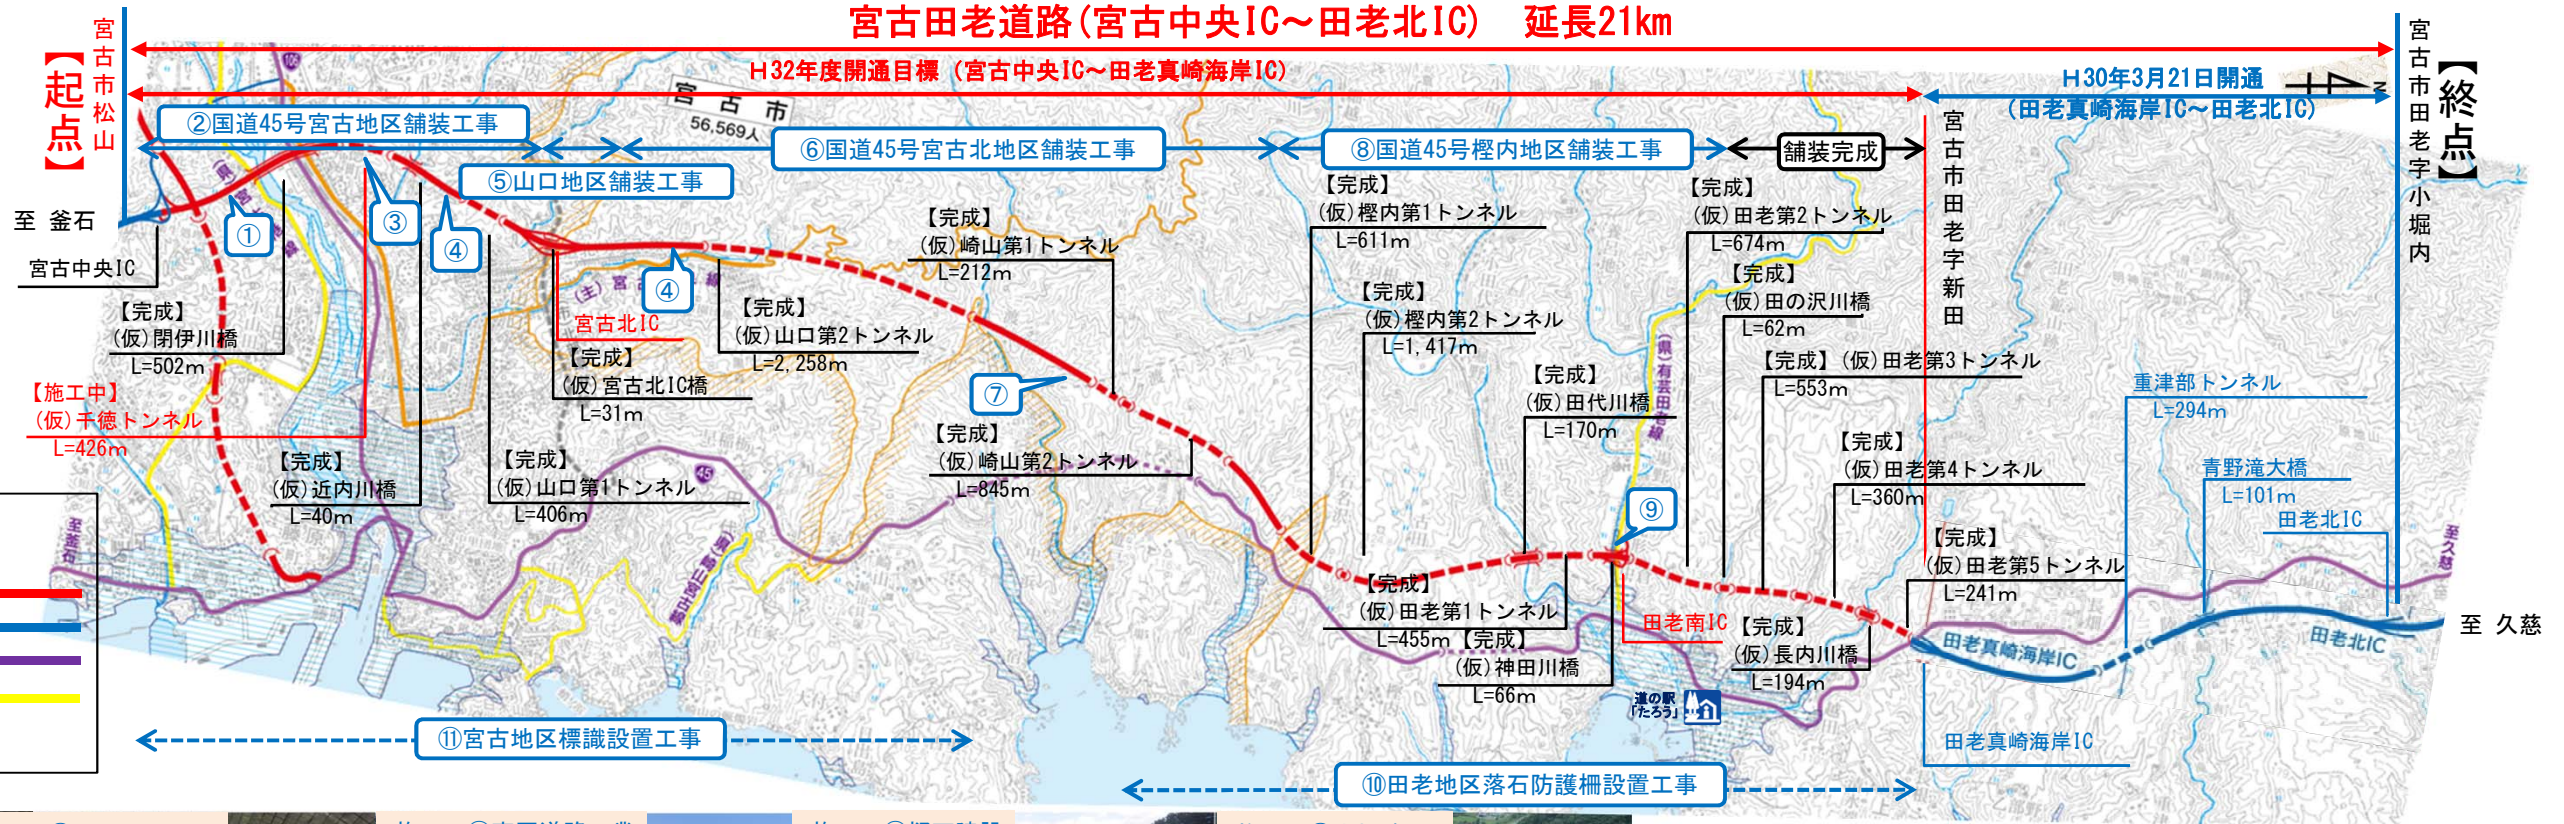 宮古田老道路(宮古中央IC～田老北IC)　延長21km
H32年度開通目標（宮古中央IC～田老真崎海岸IC）
H30年3月21日開通
(田老真崎海岸IC～田老北IC)
【起点】
宮古市松山
【終点】
宮古市田老字小堀内
宮古市田老字新田
N
106
宮古市
56,569人
②国道45号宮古地区舗装工事
⑤山口地区舗装工事
⑥国道45号宮古北地区舗装工事
⑧国道45号樫内地区舗装工事
舗装完成
至 釜石
宮古中央IC
①
③
④
④
⑦
⑨
【完成】
(仮)閉伊川橋
L=502m
【施工中】
(仮)千徳トンネル
L=426m
【完成】
(仮)近内川橋
L=40m
【完成】
(仮)山口第1トンネル
L=406m
宮古北IC
【完成】
(仮)宮古北IC橋
L=31m
【完成】
(仮)山口第2トンネル
L=2,258m
【完成】
(仮)崎山第1トンネル
L=212m
【完成】
(仮)崎山第2トンネル
L=845m
【完成】
(仮)樫内第1トンネル
L=611m
【完成】
(仮)樫内第2トンネル
L=1,417m
【完成】
(仮)田代川橋
L=170m
【完成】
(仮)田老第1トンネル
L=455m
【完成】
(仮)神田川橋
L=66m
田老南IC
【完成】
(仮)田老第2トンネル
L=674m
【完成】
(仮)田の沢川橋
L=62m
【完成】(仮)田老第3トンネル
L=553m
【完成】
(仮)田老第4トンネル
L=360m
【完成】
(仮)長内川橋
L=194m
【完成】
(仮)田老第5トンネル
L=241m
重津部トンネル
L=294m
青野滝大橋
L=101m
田老北IC
田老真崎海岸IC
田老北IC
田老真崎海岸IC
至 久慈
至久慈
至釜石
45
(県)有芸田老線
(県)崎山宮古線
道の駅
「たろう」
⑪宮古地区標識設置工事
⑩田老地区落石防護柵設置工事